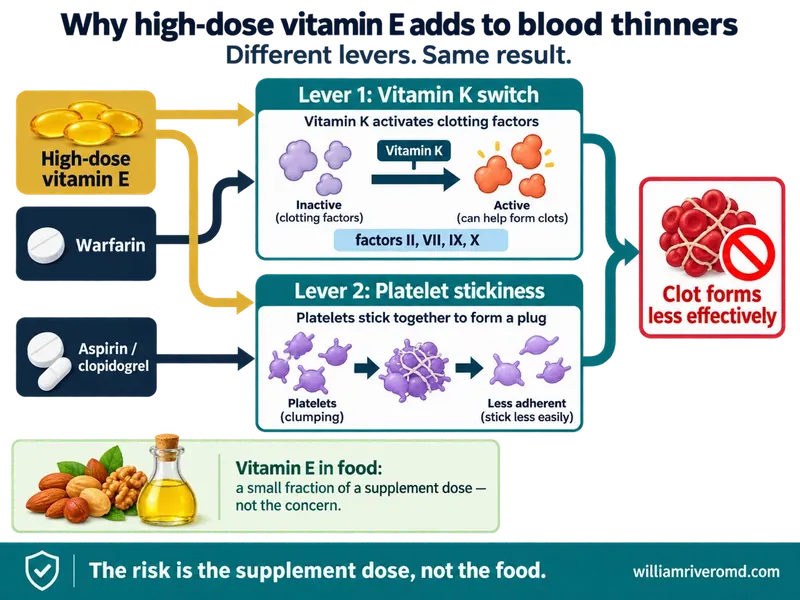 Why high-dose vitamin E adds to blood thinners
Different levers. Same result.
High-dose
vitamin E
Warfarin
Aspirin /
clopidogrel
Lever 1: Vitamin K switch
Vitamin K activates clotting factors
Vitamin K
Inactive
(clotting factors)
Active
(can help form clots)
factors II, VII, IX, X
Lever 2: Platelet stickiness
Platelets stick together to form a plug
Platelets
(clumping)
Less adherent
(stick less easily)
Clot forms
less effectively
Vitamin E in food:
a small fraction of a supplement dose —
not the concern.
The risk is the supplement dose, not the food.
williamriveromd.com